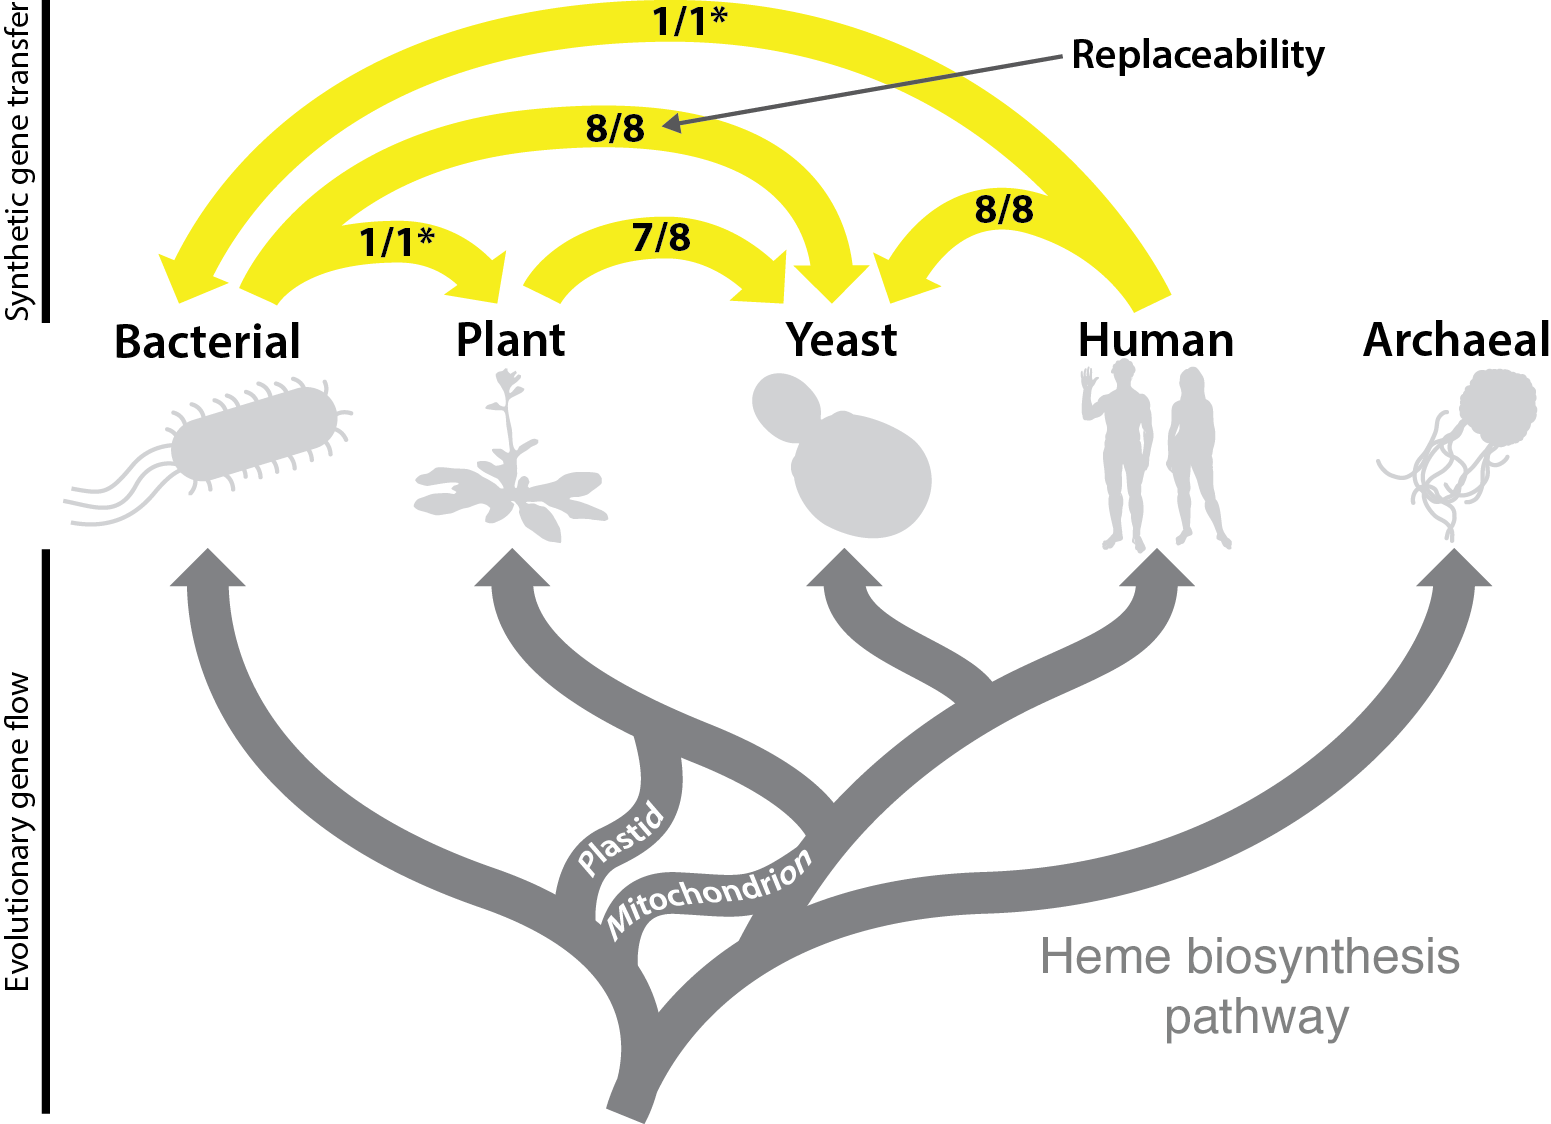 Synthetic gene transfer
1/1*
Replaceability
8/8
8/8
1/1*
7/8
Bacterial
Plant
Yeast
Human
Archaeal
Evolutionary gene flow
Plastid
Mitochondrion
Heme biosynthesis
pathway